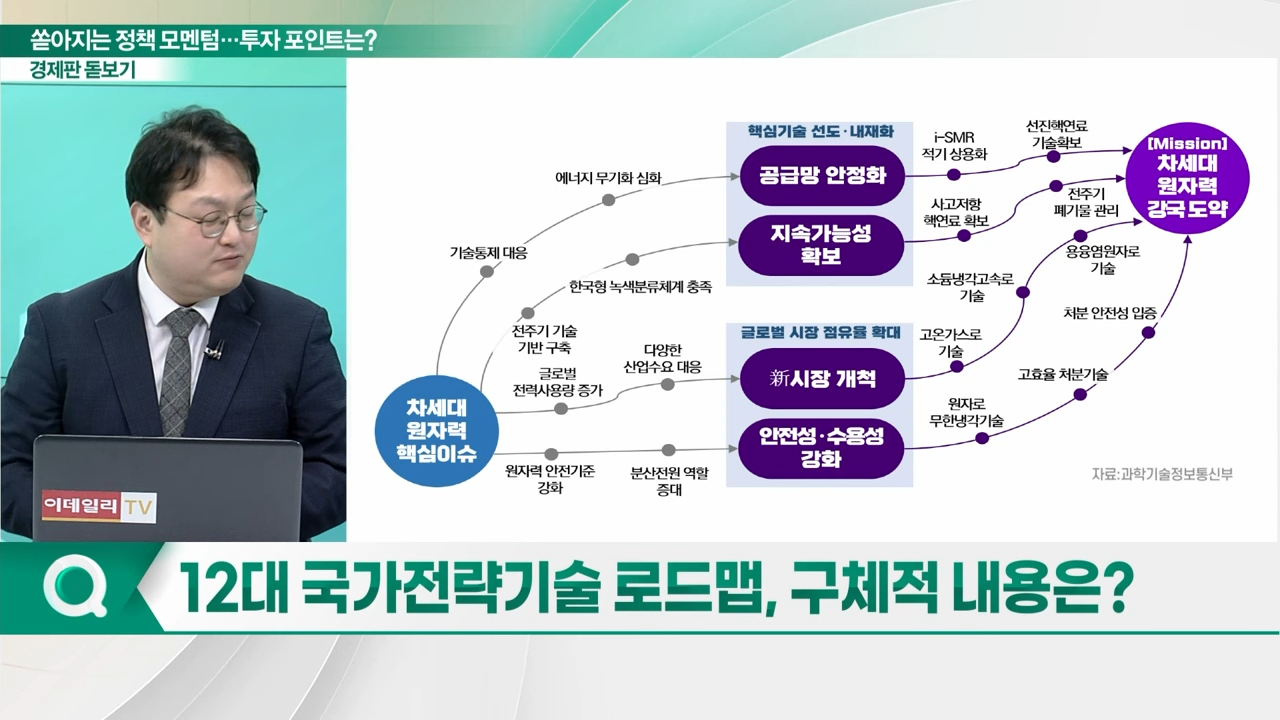 쏟아지는 정책 모멘텀…투자 포인트는?
경제판 돋보기
핵심기술 선도·내재화
공급망 안정화
지속가능성
확보
i-SMR
적기 상용화
선진핵연료
기술확보
[Mission]
차세대
원자력
강국 도약
에너지 무기화 심화
기술통제 대응
사고저항
핵연료 확보
전주기
폐기물 관리
한국형 녹색분류체계 충족
전주기 기술
기반 구축
소듐냉각고속로
기술
용융염원자로
기술
글로벌 시장 점유율 확대
新시장 개척
안전성·수용성
강화
글로벌
전력사용량 증가
다양한
산업수요 대응
고온가스로
기술
처분 안전성 입증
고효율 처분기술
원자로
무한냉각기술
차세대
원자력
핵심이슈
원자력 안전기준
강화
분산전원 역할
증대
자료:과학기술정보통신부
이데일리 TV
12대 국가전략기술 로드맵, 구체적 내용은?